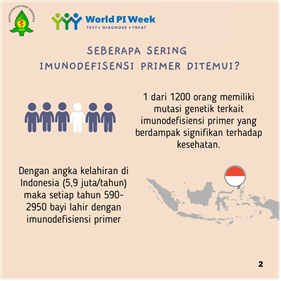 World PI Week
TEST • DIAGNOSE • TREAT
SEBERAPA SERING
IMUNODEFISENSI PRIMER DITEMUI?
1 dari 1200 orang memiliki
mutasi genetik terkait
imunodefisiensi primer yang
berdampak signifikan terhadap
kesehatan.
Dengan angka kelahiran di
Indonesia (5,9 juta/tahun)
maka setiap tahun 590-
2950 bayi lahir dengan
imunodefisiensi primer
2